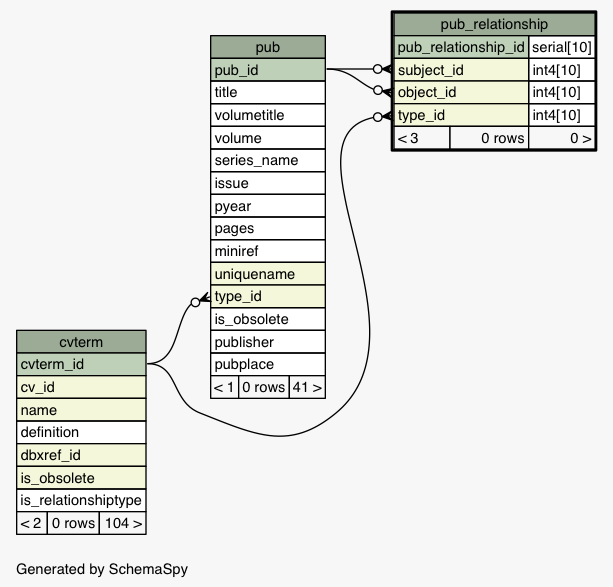 pub_relationship
pub_relationship_id serial[10]
subject_id int4[10]
object_id int4[10]
type_id int4[10]
< 3 0 rows 0 >
pub
pub_id
title
volumetitle
volume
series_name
issue
pyear
pages
miniref
uniquename
type_id
is_obsolete
publisher
pubplace
< 1 0 rows 41 >
cvterm
cvterm_id
cv_id
name
definition
dbxref_id
is_obsolete
is_relationshiptype
< 2 0 rows 104 >
Generated by SchemaSpy